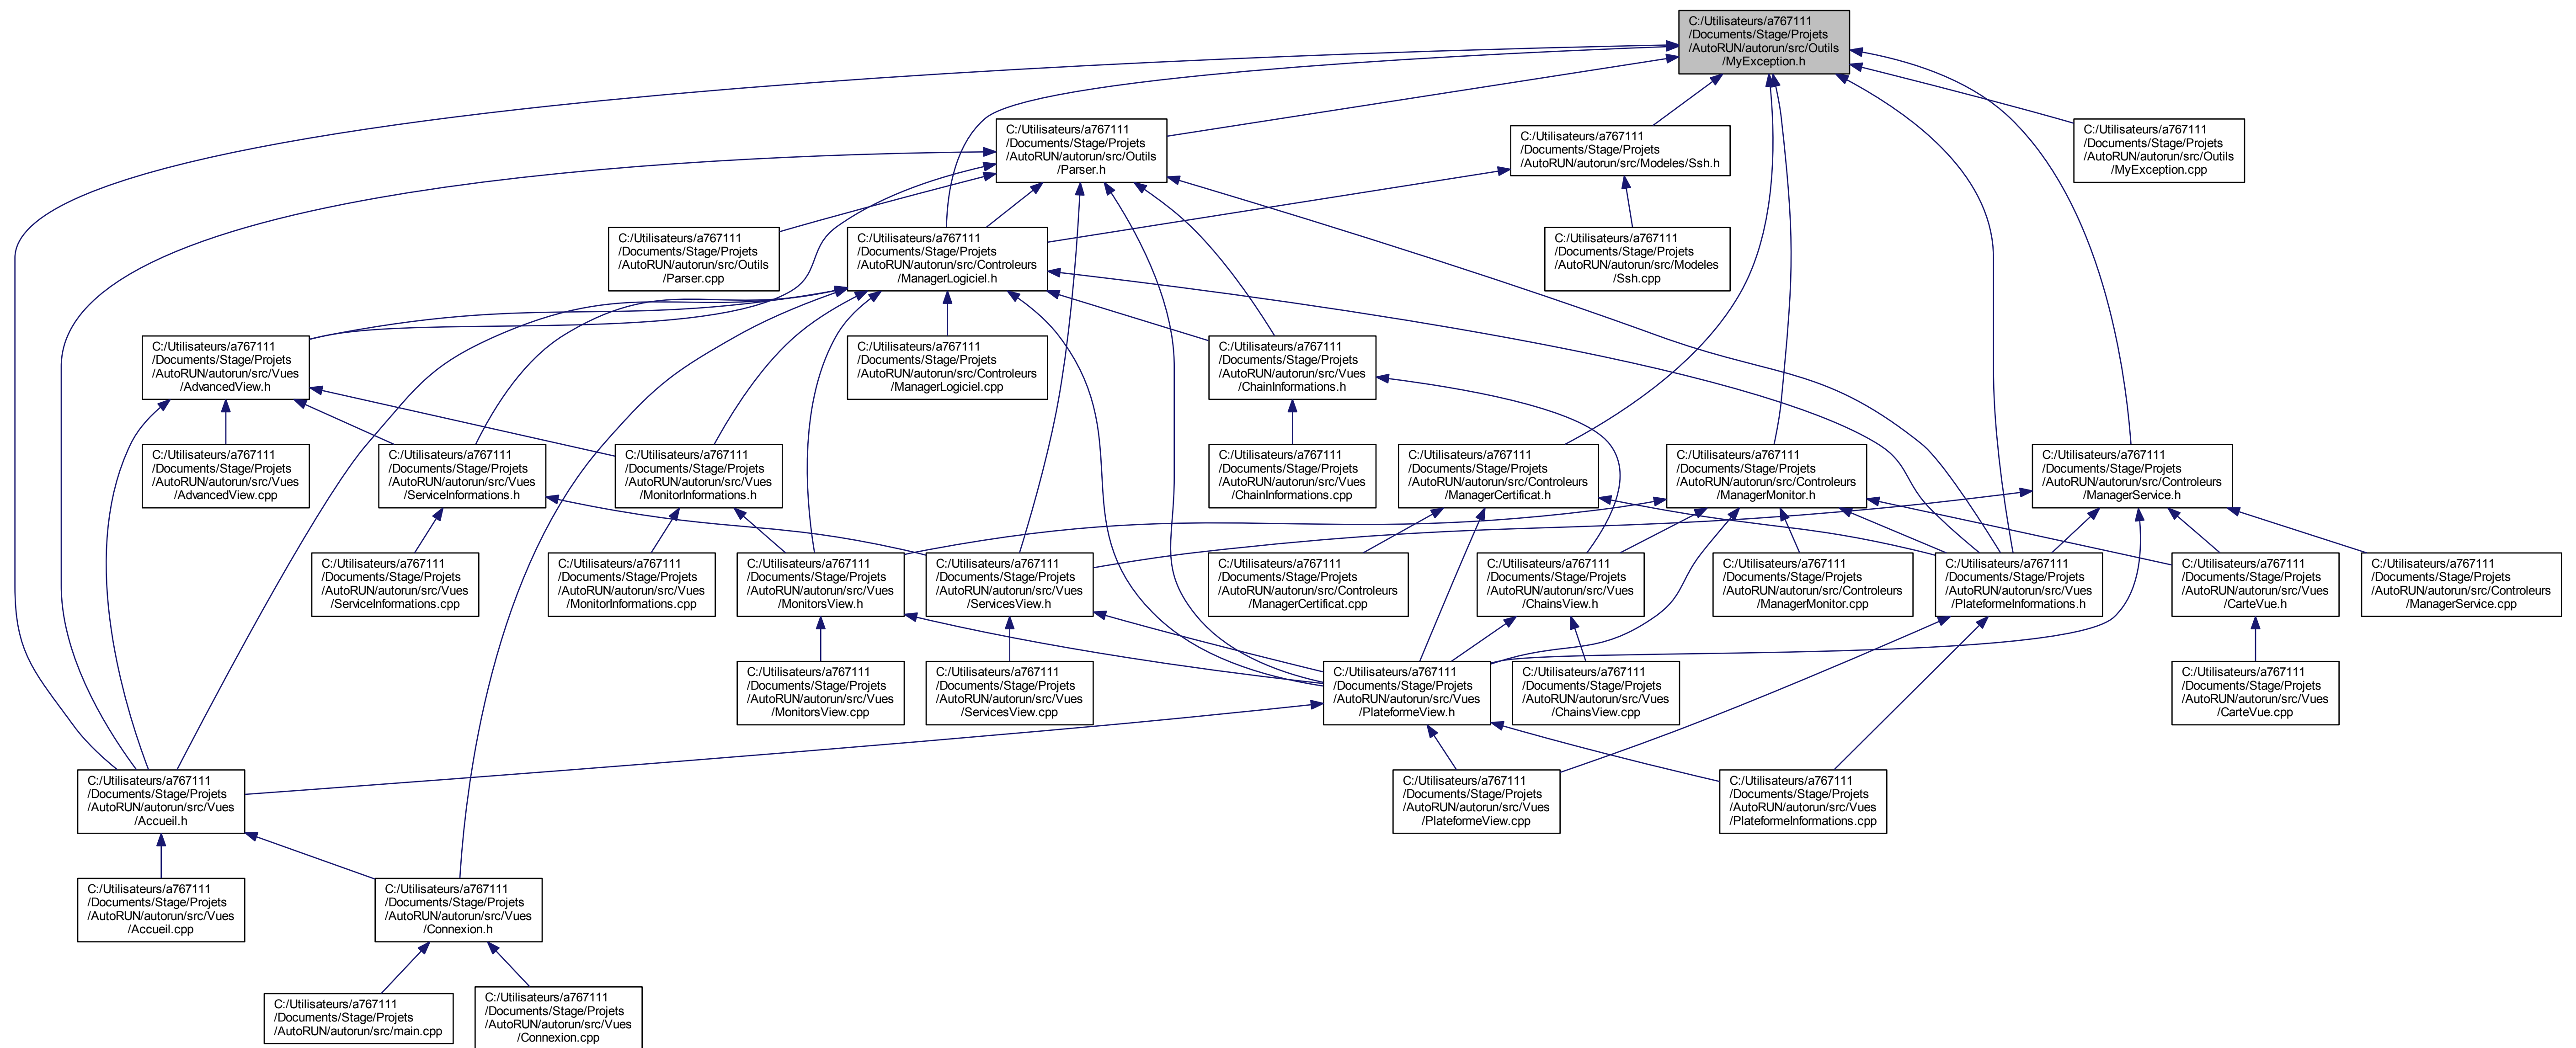 C:/Utilisateurs/a767111
/Documents/Stage/Projets
/AutoRUN/autorun/src/Outils
/MyException.h
C:/Utilisateurs/a767111
/Documents/Stage/Projets
/AutoRUN/autorun/src/Outils
/Parser.h
C:/Utilisateurs/a767111
/Documents/Stage/Projets
/AutoRUN/autorun/src/Modeles/Ssh.h
C:/Utilisateurs/a767111
/Documents/Stage/Projets
/AutoRUN/autorun/src/Outils
/MyException.cpp
C:/Utilisateurs/a767111
/Documents/Stage/Projets
/AutoRUN/autorun/src/Outils
/Parser.cpp
C:/Utilisateurs/a767111
/Documents/Stage/Projets
/AutoRUN/autorun/src/Controleurs
/ManagerLogiciel.h
C:/Utilisateurs/a767111
/Documents/Stage/Projets
/AutoRUN/autorun/src/Modeles
/Ssh.cpp
C:/Utilisateurs/a767111
/Documents/Stage/Projets
/AutoRUN/autorun/src/Vues
/AdvancedView.h
C:/Utilisateurs/a767111
/Documents/Stage/Projets
/AutoRUN/autorun/src/Controleurs
/ManagerLogiciel.cpp
C:/Utilisateurs/a767111
/Documents/Stage/Projets
/AutoRUN/autorun/src/Vues
/ChainInformations.h
C:/Utilisateurs/a767111
/Documents/Stage/Projets
/AutoRUN/autorun/src/Vues
/AdvancedView.cpp
C:/Utilisateurs/a767111
/Documents/Stage/Projets
/AutoRUN/autorun/src/Vues
/ServiceInformations.h
C:/Utilisateurs/a767111
/Documents/Stage/Projets
/AutoRUN/autorun/src/Vues
/MonitorInformations.h
C:/Utilisateurs/a767111
/Documents/Stage/Projets
/AutoRUN/autorun/src/Vues
/ChainInformations.cpp
C:/Utilisateurs/a767111
/Documents/Stage/Projets
/AutoRUN/autorun/src/Controleurs
/ManagerCertificat.h
C:/Utilisateurs/a767111
/Documents/Stage/Projets
/AutoRUN/autorun/src/Controleurs
/ManagerMonitor.h
C:/Utilisateurs/a767111
/Documents/Stage/Projets
/AutoRUN/autorun/src/Controleurs
/ManagerService.h
C:/Utilisateurs/a767111
/Documents/Stage/Projets
/AutoRUN/autorun/src/Vues
/ServiceInformations.cpp
C:/Utilisateurs/a767111
/Documents/Stage/Projets
/AutoRUN/autorun/src/Vues
/MonitorInformations.cpp
C:/Utilisateurs/a767111
/Documents/Stage/Projets
/AutoRUN/autorun/src/Vues
/MonitorsView.h
C:/Utilisateurs/a767111
/Documents/Stage/Projets
/AutoRUN/autorun/src/Vues
/ServicesView.h
C:/Utilisateurs/a767111
/Documents/Stage/Projets
/AutoRUN/autorun/src/Controleurs
/ManagerCertificat.cpp
C:/Utilisateurs/a767111
/Documents/Stage/Projets
/AutoRUN/autorun/src/Vues
/ChainsView.h
C:/Utilisateurs/a767111
/Documents/Stage/Projets
/AutoRUN/autorun/src/Controleurs
/ManagerMonitor.cpp
C:/Utilisateurs/a767111
/Documents/Stage/Projets
/AutoRUN/autorun/src/Vues
/PlateformeInformations.h
C:/Utilisateurs/a767111
/Documents/Stage/Projets
/AutoRUN/autorun/src/Vues
/CarteVue.h
C:/Utilisateurs/a767111
/Documents/Stage/Projets
/AutoRUN/autorun/src/Controleurs
/ManagerService.cpp
C:/Utilisateurs/a767111
/Documents/Stage/Projets
/AutoRUN/autorun/src/Vues
/MonitorsView.cpp
C:/Utilisateurs/a767111
/Documents/Stage/Projets
/AutoRUN/autorun/src/Vues
/ServicesView.cpp
C:/Utilisateurs/a767111
/Documents/Stage/Projets
/AutoRUN/autorun/src/Vues
/PlateformeView.h
C:/Utilisateurs/a767111
/Documents/Stage/Projets
/AutoRUN/autorun/src/Vues
/ChainsView.cpp
C:/Utilisateurs/a767111
/Documents/Stage/Projets
/AutoRUN/autorun/src/Vues
/CarteVue.cpp
C:/Utilisateurs/a767111
/Documents/Stage/Projets
/AutoRUN/autorun/src/Vues
/Accueil.h
C:/Utilisateurs/a767111
/Documents/Stage/Projets
/AutoRUN/autorun/src/Vues
/PlateformeView.cpp
C:/Utilisateurs/a767111
/Documents/Stage/Projets
/AutoRUN/autorun/src/Vues
/PlateformeInformations.cpp
C:/Utilisateurs/a767111
/Documents/Stage/Projets
/AutoRUN/autorun/src/Vues
/Accueil.cpp
C:/Utilisateurs/a767111
/Documents/Stage/Projets
/AutoRUN/autorun/src/Vues
/Connexion.h
C:/Utilisateurs/a767111
/Documents/Stage/Projets
/AutoRUN/autorun/src/main.cpp
C:/Utilisateurs/a767111
/Documents/Stage/Projets
/AutoRUN/autorun/src/Vues
/Connexion.cpp